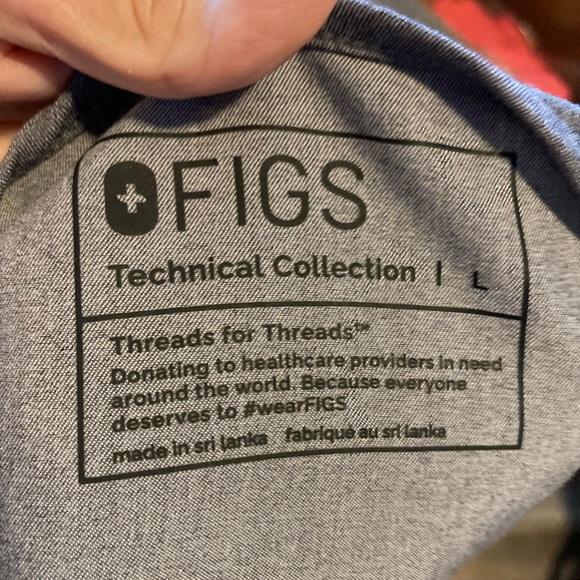 FIGS
Technical Collection | L
Threads for Threads™
Donating to healthcare providers in need
around the world. Because everyone
deserves to #wearFIGS
made in sri lanka fabriqué au sri lanka